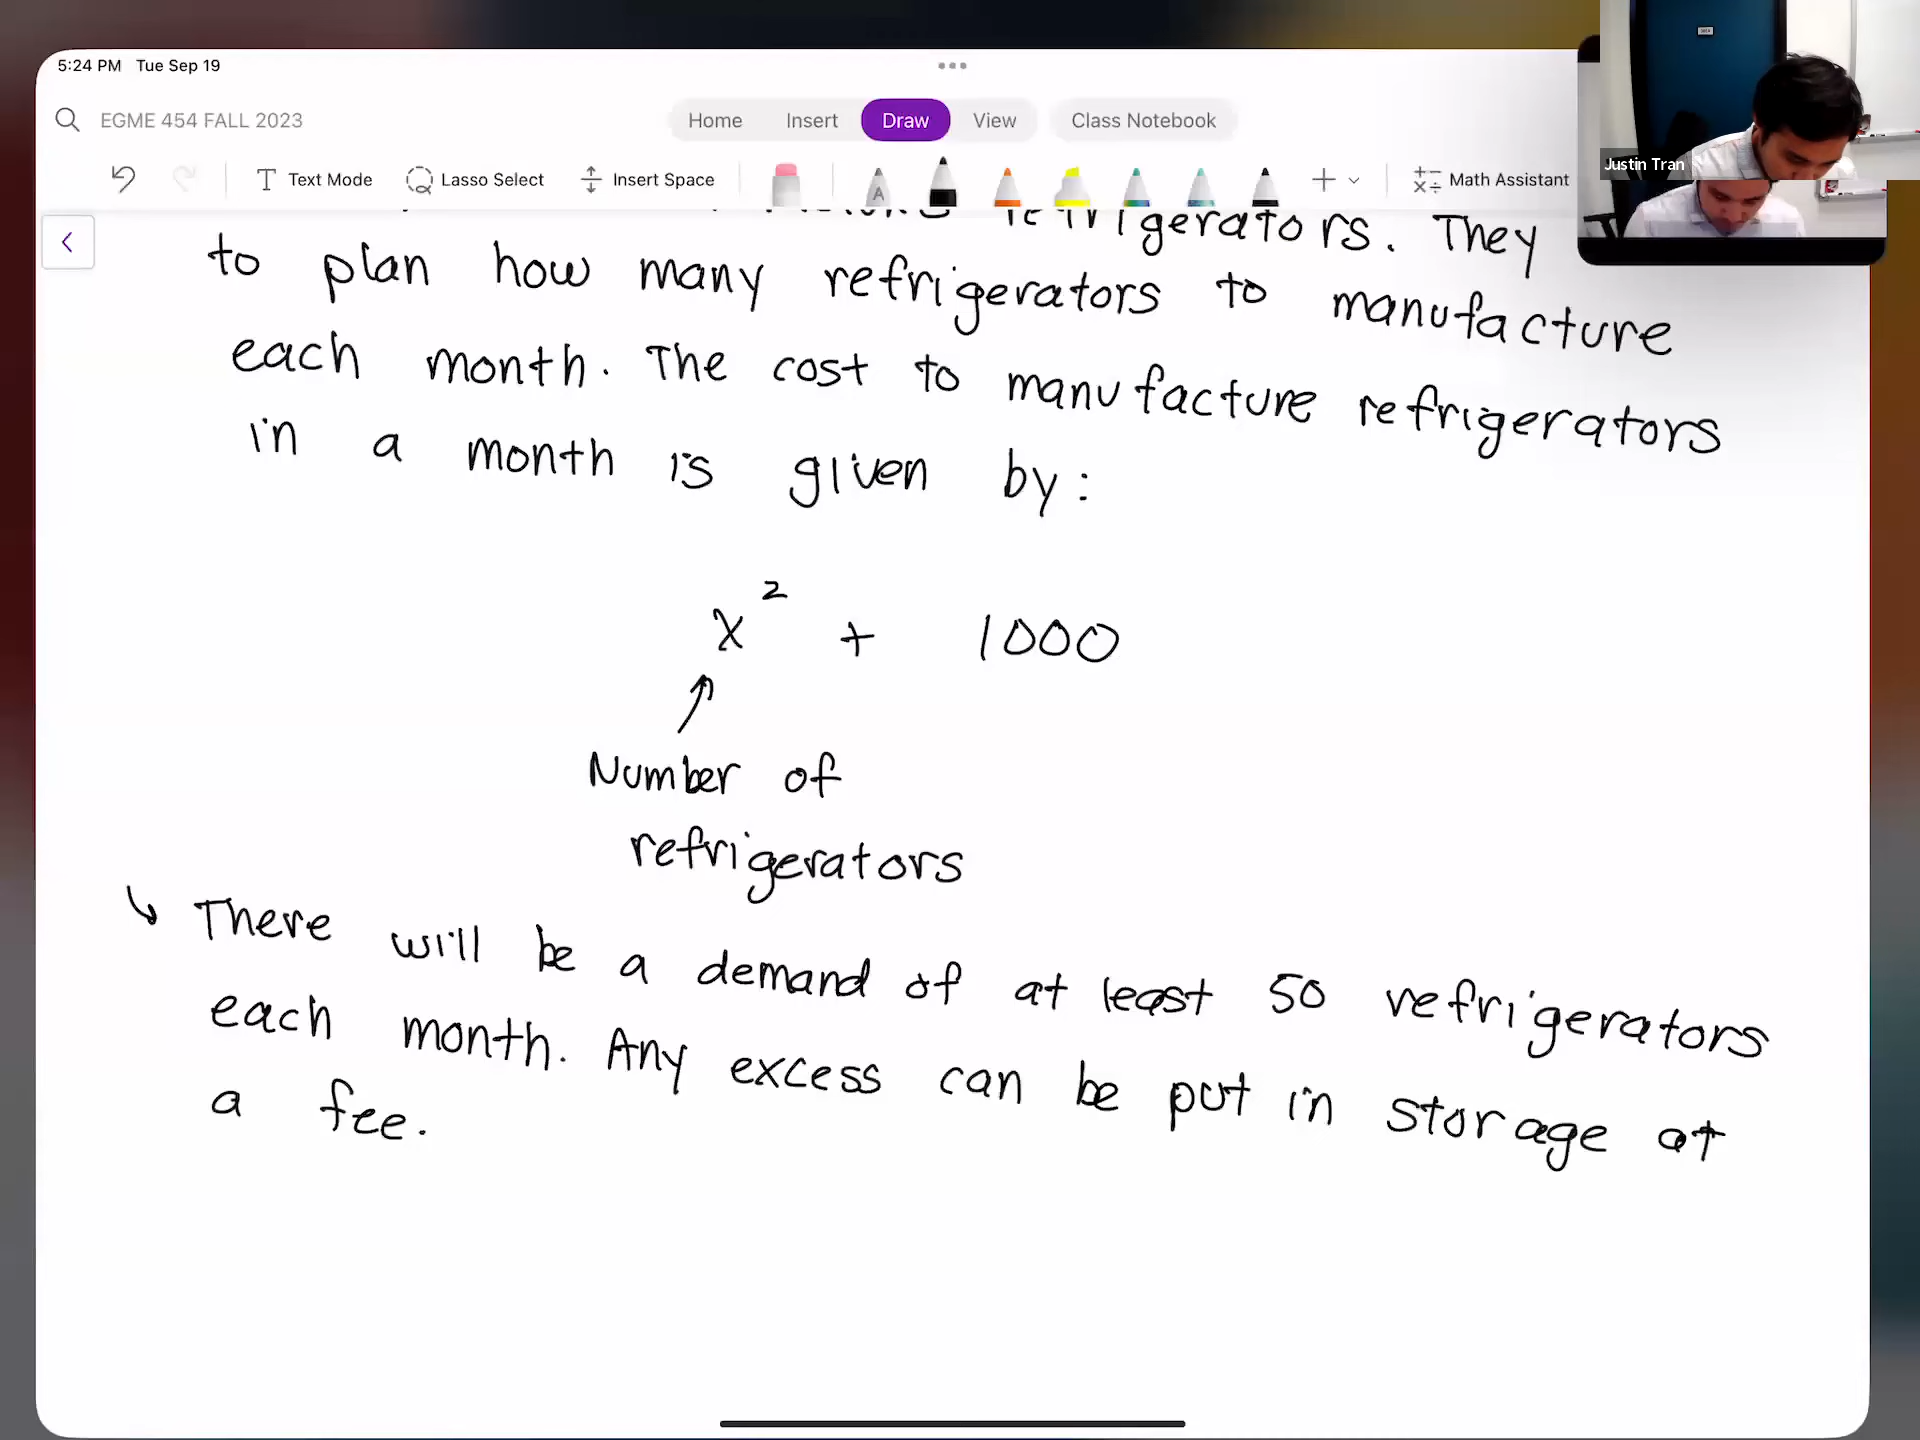 5:24 PM Tue Sep 19
EGME 454 FALL 2023
Home Insert Draw View Class Notebook
Text Mode Lasso Select Insert Space A Math Assistant
Justin Tran
refrigerators. They
to plan how many refrigerators to manufacture
each month. The cost to manufacture refrigerators
in a month is given by:
x² + 1000
Number of
refrigerators
There will be a demand of at least 50 refrigerators
each month. Any excess can be put in storage at
a fee.